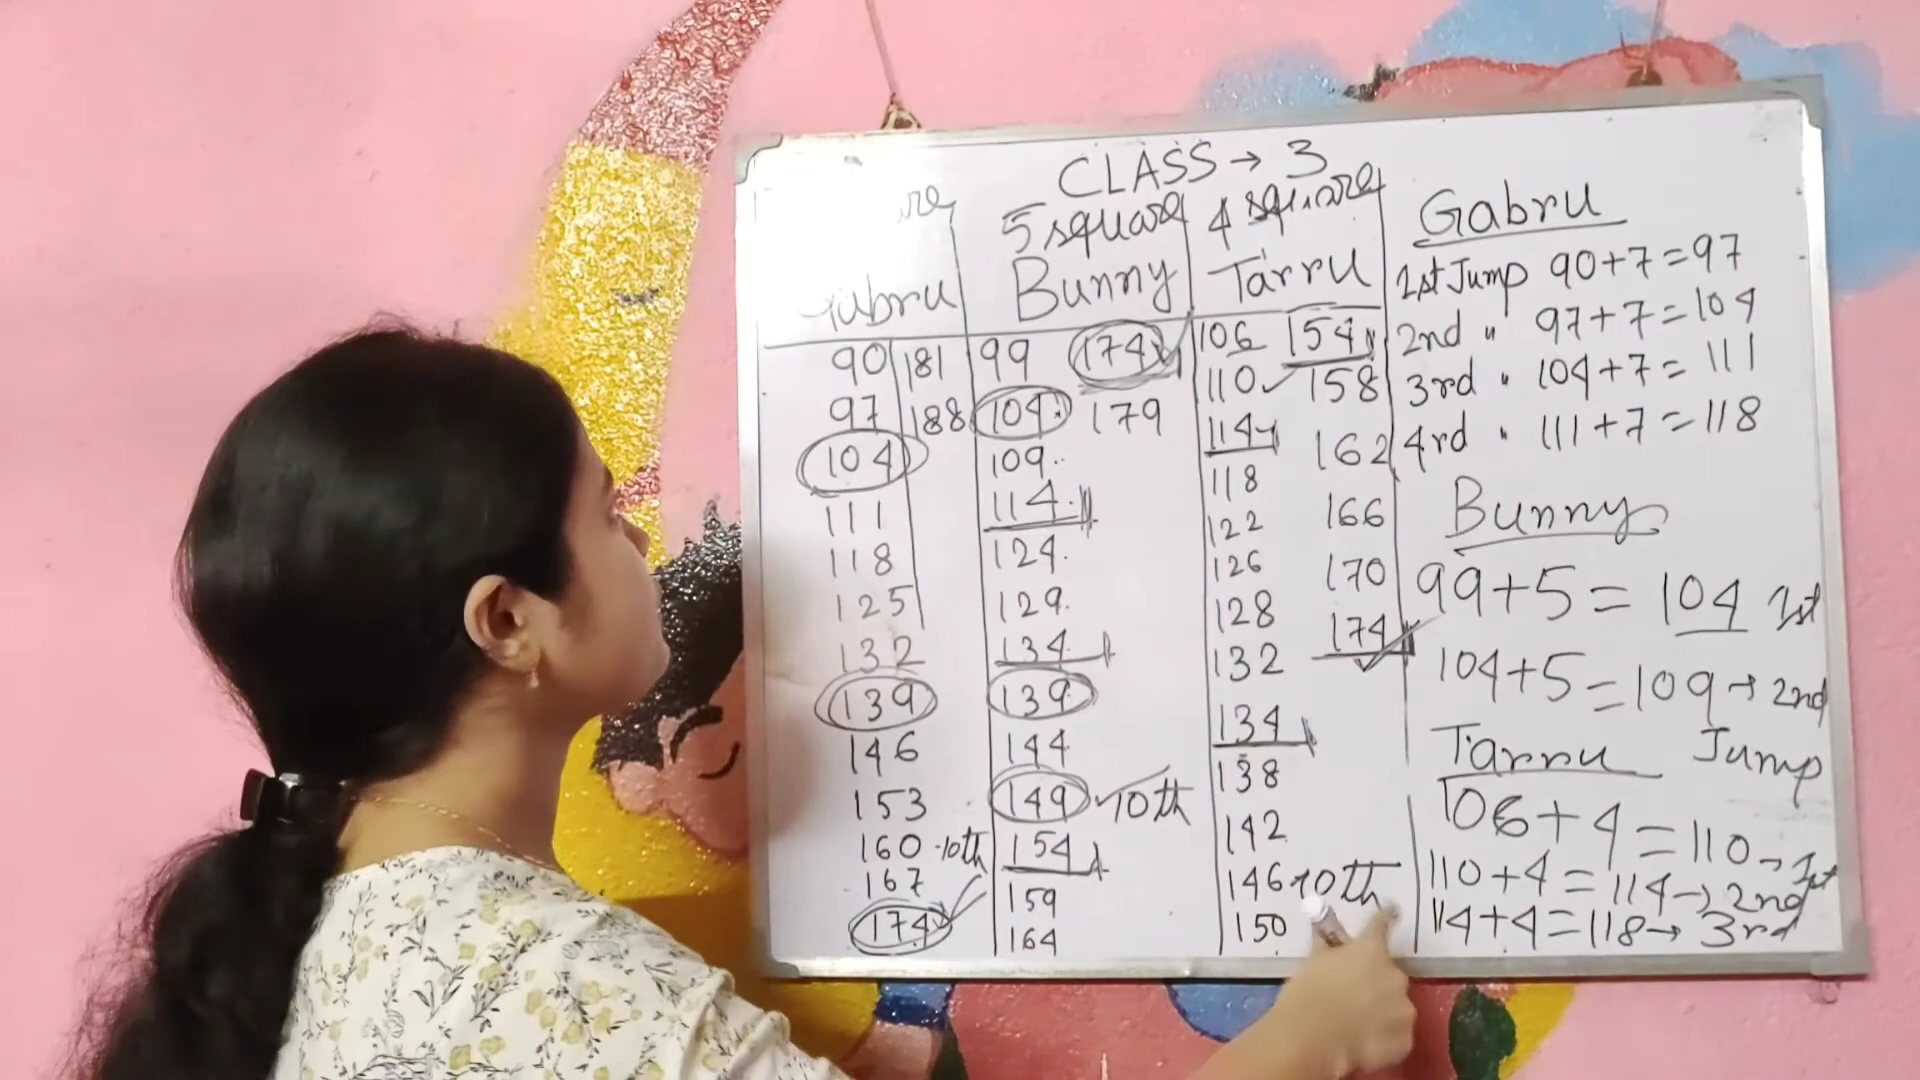 CLASS → 3
5 square 4 square
Gabru Bunny Tarru
90 181 99 174 106 154
97 188 104 179 110 158
104 109 114 162
111 114 118 166
118 124 122 170
125 129 126 174
132 134 128
139 139 132
146 144 134
153 149 10th 138
160 10th 154 142
167 159 146 10th
174 164 150
Gabru
1st Jump 90+7=97
2nd " 97+7=104
3rd " 104+7=111
4rd " 111+7=118
Bunny
99+5=104 1st
104+5=109→2nd
Tarru Jump
106+4=110→1st
110+4=114→2nd
114+4=118→3rd